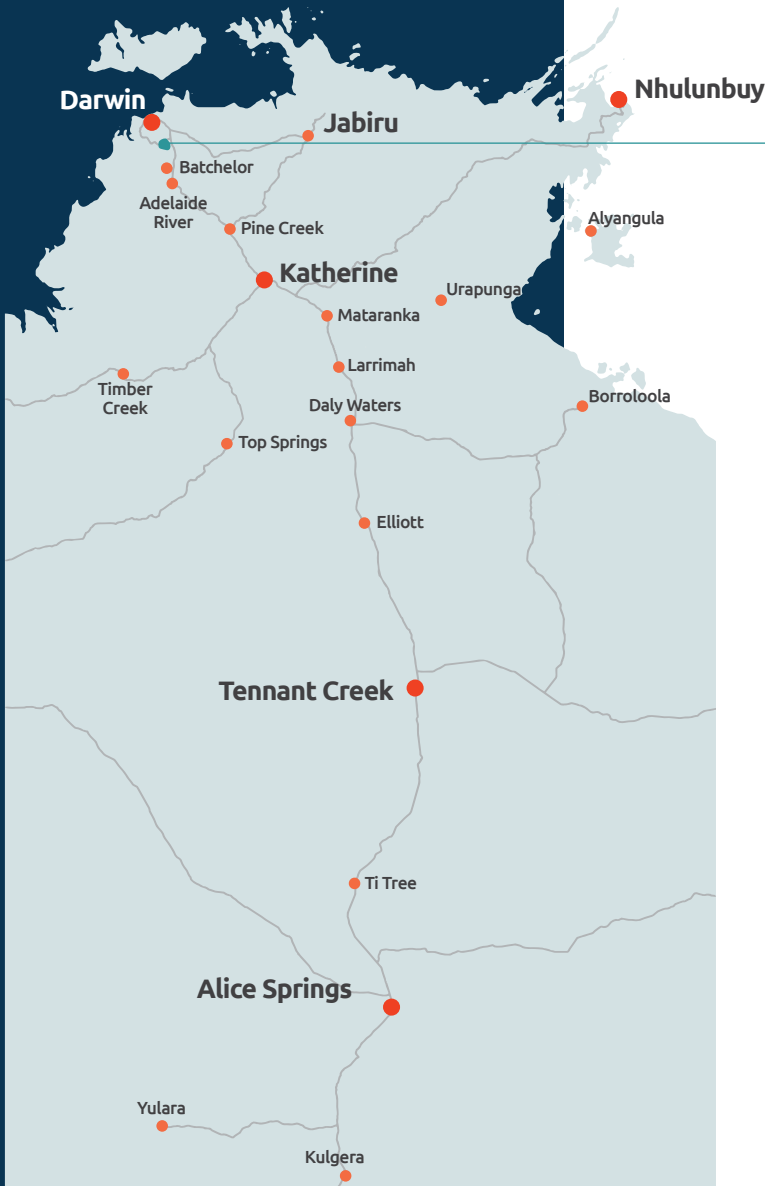 Nhulunbuy
Darwin
Jabiru
Batchelor
Adelaide
River
Alyangula
Pine Creek
Katherine
Urapunga
Mataranka
Larrimah
Timber
Creek
Borroloola
Daly Waters
Top Springs
Elliott
Tennant Creek
Ti Tree
Alice Springs
Yulara
Kulgera